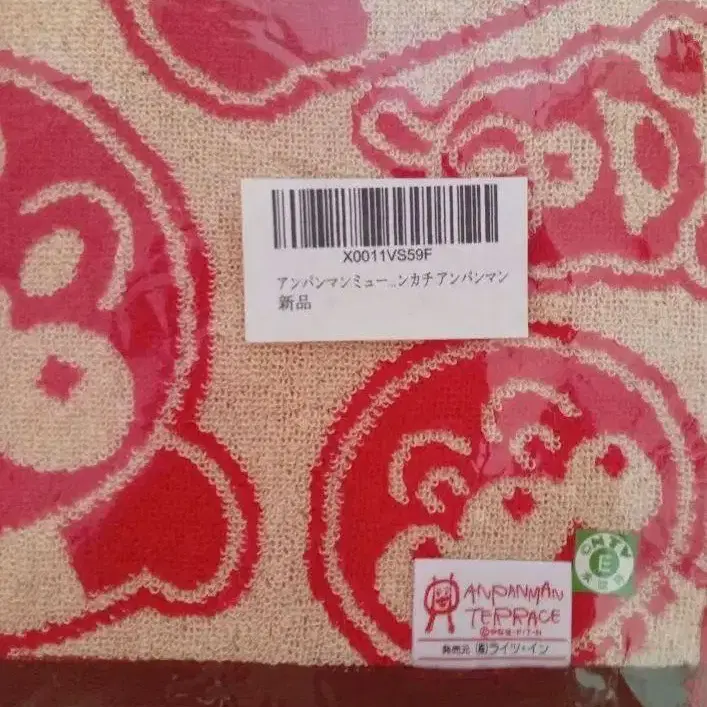 X0011VS59F
アンパンマンミュー...ンカチ アンパンマン
新品
ANPANMAN
TERRACE
発売元 ㈱ライツ・イン
E